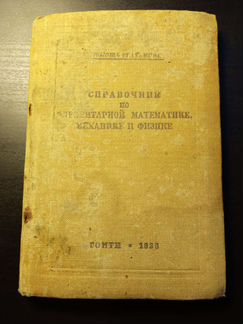 СПРАВОЧНИК
ПО
ЭЛЕМЕНТАРНОЙ МАТЕМАТИКЕ,
МЕХАНИКЕ И ФИЗИКЕ
ГОНТИ * 1938